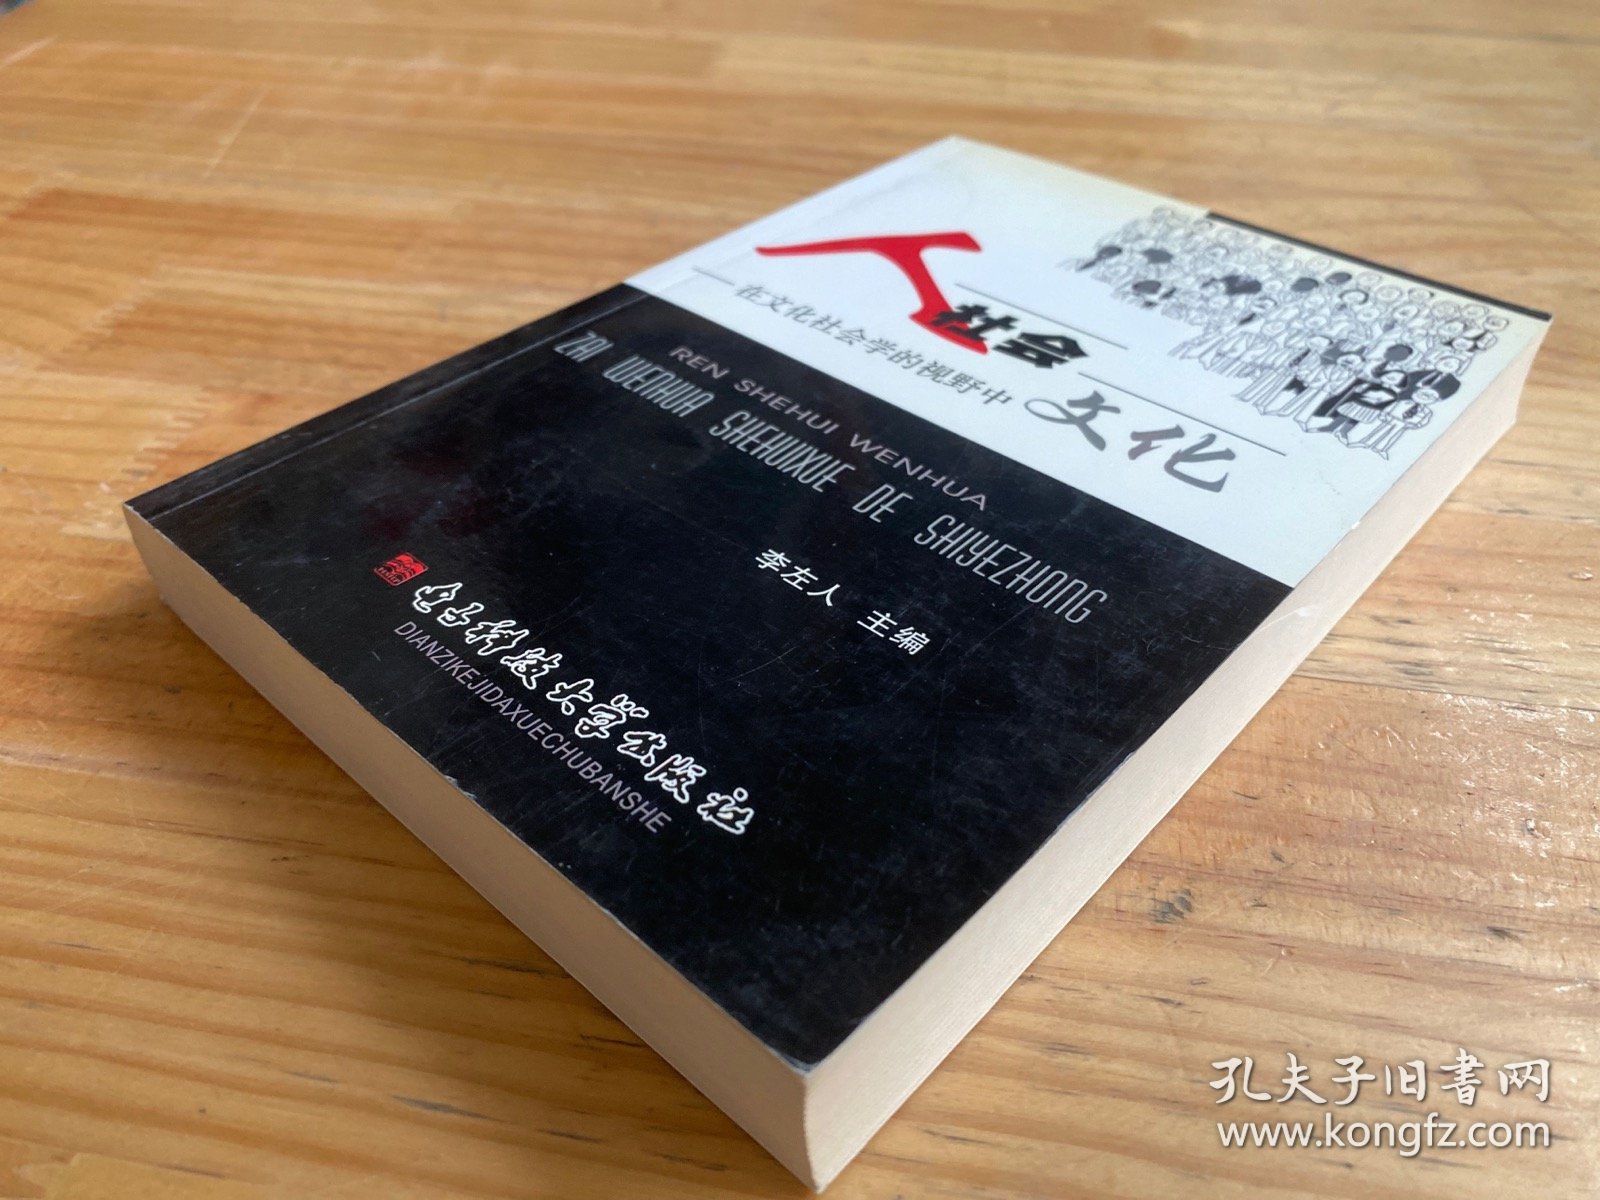 人
社会
文化
在文化社会学的视野中
REN SHEHUI WENHUA
ZAI WENHUA SHEHUIXUE DE SHIYEZHONG
李左人 主编
电子科技大学出版社
DIANZIKEJIDAXUECHUBANSHE
孔夫子旧书网
www.kongfz.com